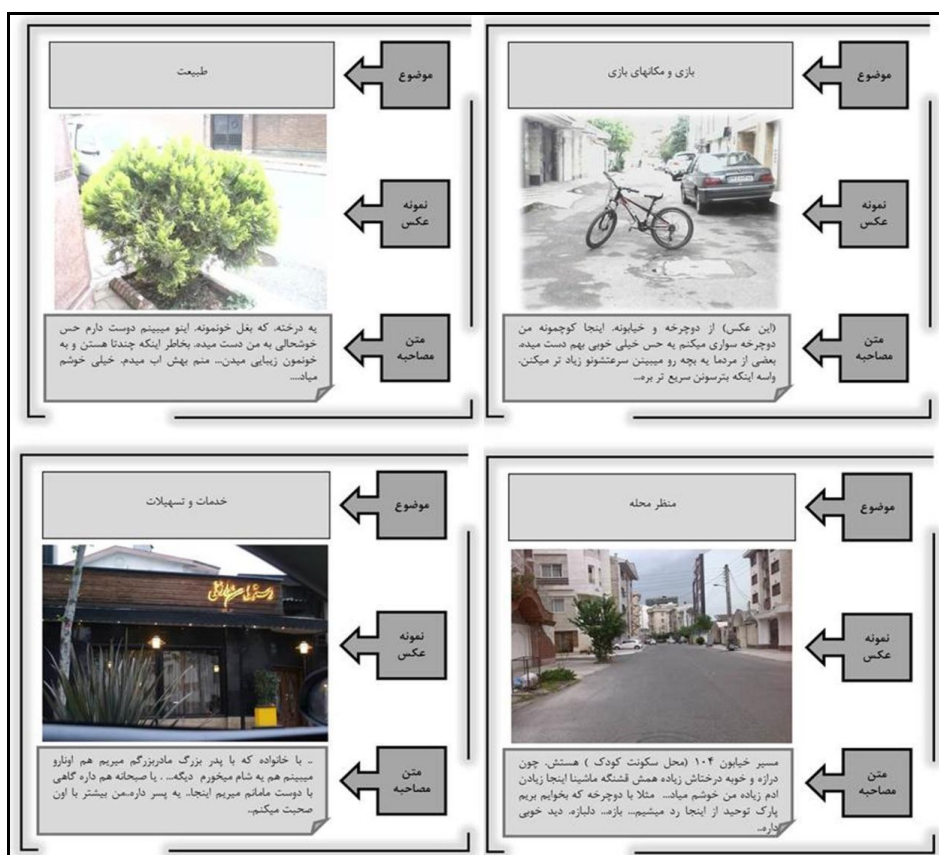 موضوع
بازی و مکانهای بازی
نمونه
عکس
متن
مصاحبه
(این عکس) از دوچرخه و خیابونه. اینجا کوچمونه من
دوچرخه سواری میکنم یه حس خیلی خوبی بهم دست میده.
بعضی از مردما یه بچه رو میبینن سرعتشونو زیاد تر میکنن.
واسه اینکه بترسونن سریع تر بره...
موضوع
طبیعت
نمونه
عکس
متن
مصاحبه
یه درخته. که بغل خونمونه. اینو میبینم دوست دارم حس
خوشحالی به من دست میده. بخاطر اینکه چندتا هستن و به
خونمون زیبایی میدن... منم بهش اب میدم. خیلی خوشم
میاد....
موضوع
منظر محله
نمونه
عکس
متن
مصاحبه
مسیر خیابون ۱۰۴ (محل سکونت کودک ) هستش. چون
درازه و خوبه درختاش زیاده همش قشنگه ماشینا اینجا زیادن
ادم زیاده من خوشم میاد... مثلا با دوچرخه که بخوایم بریم
پارک توحید از اینجا رد میشیم... بازه... دلبازه. دید خوبی
داره..
موضوع
خدمات و تسهیلات
نمونه
عکس
متن
مصاحبه
.. با خانواده که با پدر بزرگ مادربزرگم میریم هم اونارو
میبینم هم یه شام میخورم دیگه... . یا صبحانه هم داره گاهی
با دوست مامانم میریم اینجا.. یه پسر داره..من بیشتر با اون
صحبت میکنم..